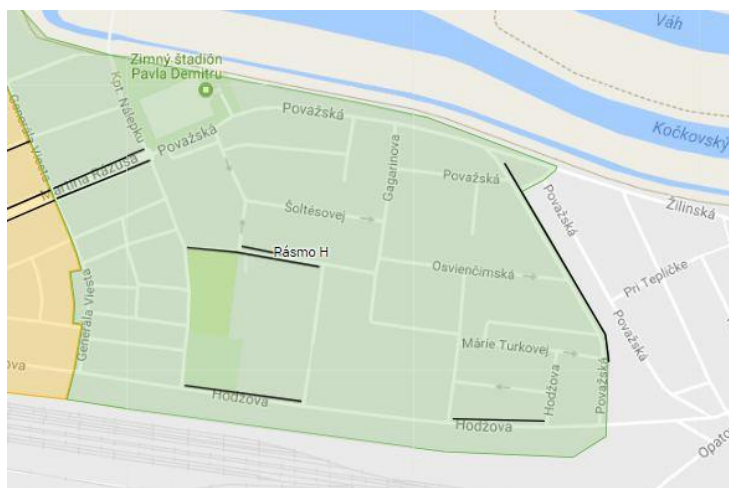 Váh
Zimný štadión
Pavla Demitru
Generála Viesta
Kpt. Nálepku
Považská
Považská
Gagarinova
Kočkovský
Martina Rázusa
Považská
Považská
Žilinská
Šoltésovej
Pásmo H
Osvienčimská
Pri Tepličke
Generála Viesta
Považská
Márie Turkovej
ova
Hodžova
Hodžova
Považská
Hodžova
Opato